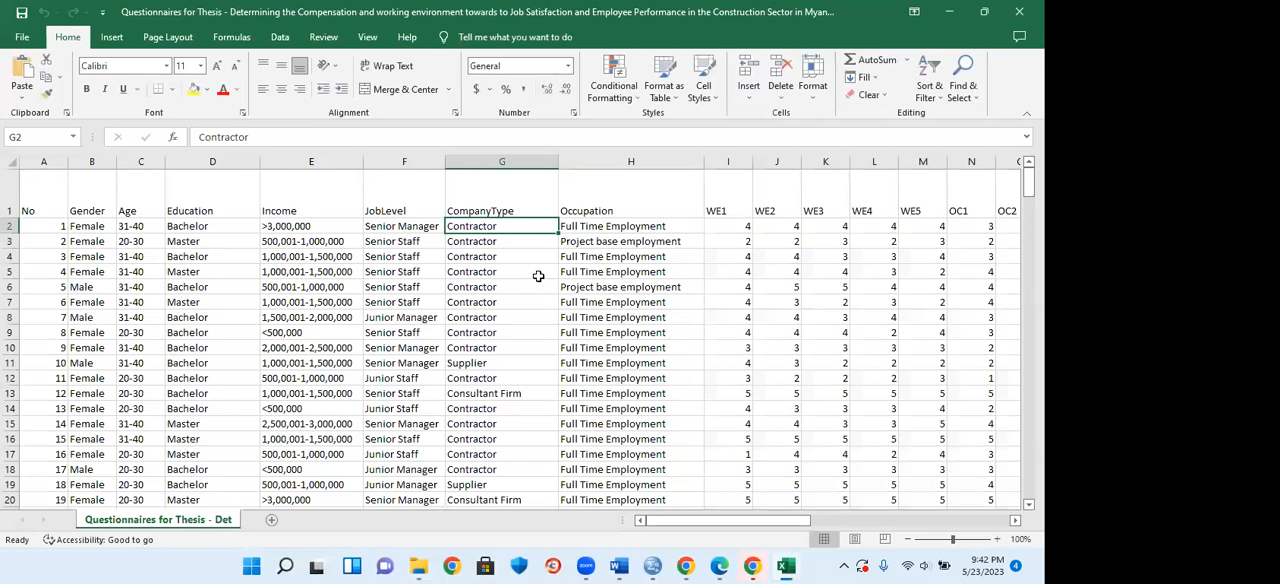 Questionnaires for Thesis - Determining the Compensation and working environment towards to Job Satisfaction and Employee Performance in the Construction Sector in Myan...
File Home Insert Page Layout Formulas Data Review View Help Tell me what you want to do
Calibri 11 Wrap Text General AutoSum
Paste Conditional Formatting Format as Table Cell Styles Insert Delete Format Fill Sort & Filter Find & Select
B I U Merge & Center $ % Clear
Clipboard Font Alignment Number Styles Cells Editing
G2 fx Contractor
A B C D E F G H I J K L M N
1 No Gender Age Education Income JobLevel CompanyType Occupation WE1 WE2 WE3 WE4 WE5 OC1 OC2
2 1 Female 31-40 Bachelor >3,000,000 Senior Manager Contractor Full Time Employment 4 4 4 4 4 3
3 2 Female 20-30 Master 500,001-1,000,000 Senior Staff Contractor Project base employment 2 2 3 2 3 2
4 3 Female 31-40 Bachelor 1,000,001-1,500,000 Senior Staff Contractor Full Time Employment 4 4 3 3 4 3
5 4 Female 31-40 Master 1,000,001-1,500,000 Senior Staff Contractor Full Time Employment 4 4 4 3 2 4
6 5 Male 31-40 Bachelor 500,001-1,000,000 Senior Staff Contractor Project base employment 4 5 5 4 4 4
7 6 Female 31-40 Master 1,000,001-1,500,000 Senior Staff Contractor Full Time Employment 4 3 2 3 2 4
8 7 Male 31-40 Bachelor 1,500,001-2,000,000 Junior Manager Contractor Full Time Employment 4 4 3 4 4 4
9 8 Female 20-30 Bachelor <500,000 Senior Staff Contractor Full Time Employment 4 4 4 2 4 3
10 9 Female 31-40 Bachelor 2,000,001-2,500,000 Senior Manager Contractor Full Time Employment 3 3 3 3 3 2
11 10 Male 31-40 Bachelor 1,000,001-1,500,000 Senior Manager Supplier Full Time Employment 4 3 2 2 2 2
12 11 Female 20-30 Bachelor 500,001-1,000,000 Junior Staff Contractor Full Time Employment 3 2 2 2 3 1
13 12 Female 20-30 Bachelor 500,001-1,000,000 Senior Staff Consultant Firm Full Time Employment 5 5 5 5 5 5
14 13 Female 20-30 Bachelor <500,000 Junior Staff Contractor Full Time Employment 4 3 3 3 4 2
15 14 Male 31-40 Bachelor 2,500,001-3,000,000 Senior Manager Contractor Full Time Employment 4 4 3 3 5 4
16 15 Female 31-40 Master 1,000,001-1,500,000 Senior Staff Contractor Full Time Employment 5 5 5 5 5 5
17 16 Female 20-30 Master 500,001-1,000,000 Junior Staff Contractor Full Time Employment 1 4 4 2 4 3
18 17 Male 20-30 Bachelor <500,000 Junior Manager Contractor Full Time Employment 3 3 3 3 3 3
19 18 Female 20-30 Bachelor 500,001-1,000,000 Junior Manager Supplier Full Time Employment 5 5 5 5 5 4
20 19 Female 20-30 Master >3,000,000 Senior Manager Consultant Firm Full Time Employment 5 5 5 5 5 5
Questionnaires for Thesis - Det
Ready Accessibility: Good to go 100%
9:42 PM
5/23/2023 4